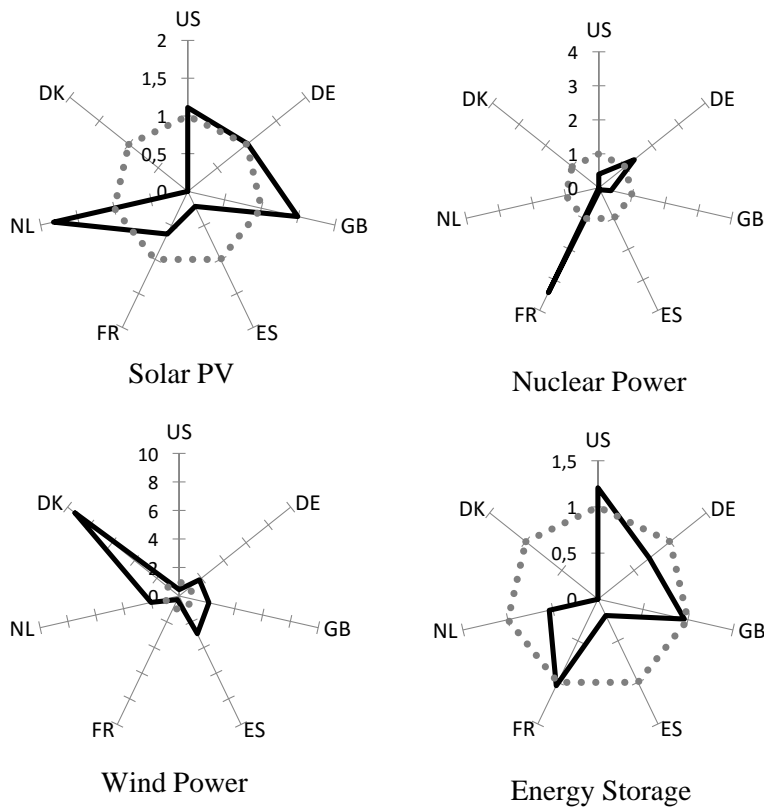 US
2
1,5
1
0,5
0
DE
GB
ES
FR
NL
DK
Solar PV
US
4
3
2
1
0
DE
GB
ES
FR
NL
DK
Nuclear Power
US
10
8
6
4
2
0
DE
GB
ES
FR
NL
DK
Wind Power
US
1,5
1
0,5
0
DE
GB
ES
FR
NL
DK
Energy Storage